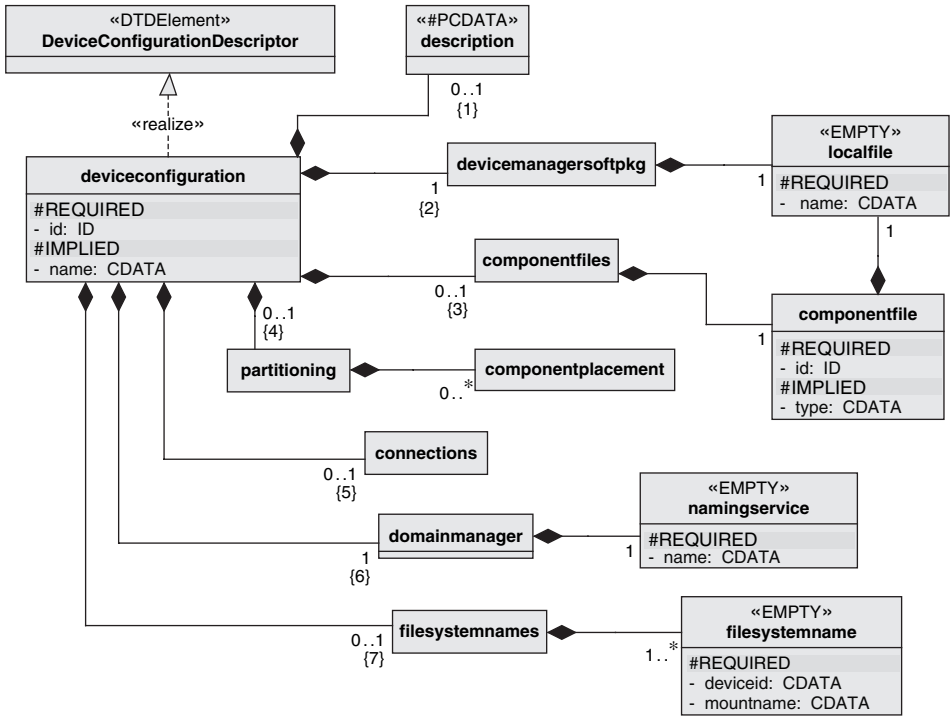 «DTDElement»
DeviceConfigurationDescriptor
«#PCDATA»
description
0..1
{1}
«realize»
deviceconfiguration
#REQUIRED
- id: ID
#IMPLIED
- name: CDATA
devicemanagersoftpkg
1
{2}
1
«EMPTY»
localfile
#REQUIRED
- name: CDATA
1
componentfiles
0..1
{3}
1
componentfile
#REQUIRED
- id: ID
#IMPLIED
- type: CDATA
0..1
{4}
partitioning
componentplacement
0..*
connections
0..1
{5}
domainmanager
1
{6}
1
«EMPTY»
namingservice
#REQUIRED
- name: CDATA
filesystemnames
0..1
{7}
1..*
«EMPTY»
filesystemname
#REQUIRED
- deviceid: CDATA
- mountname: CDATA